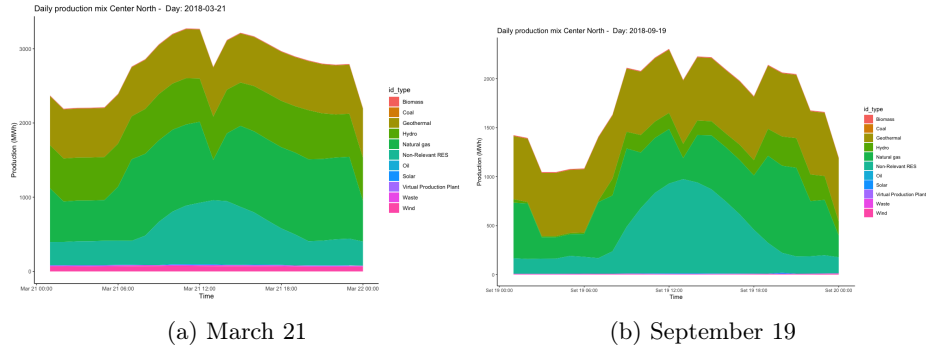 Daily production mix Center North - Day: 2018-03-21
Production (MWh)
3000
2000
1000
0
Mar 21 00:00
Mar 21 06:00
Mar 21 12:00
Mar 21 18:00
Mar 22 00:00
Time
id_type
Biomass
Coal
Geothermal
Hydro
Natural gas
Non-Relevant RES
Oil
Solar
Virtual Production Plant
Waste
Wind
(a) March 21
Daily production mix Center North - Day: 2018-09-19
Production (MWh)
2000
1500
1000
500
0
Set 19 00:00
Set 19 06:00
Set 19 12:00
Set 19 18:00
Set 20 00:00
Time
id_type
Biomass
Coal
Geothermal
Hydro
Natural gas
Non-Relevant RES
Oil
Solar
Virtual Production Plant
Waste
Wind
(b) September 19